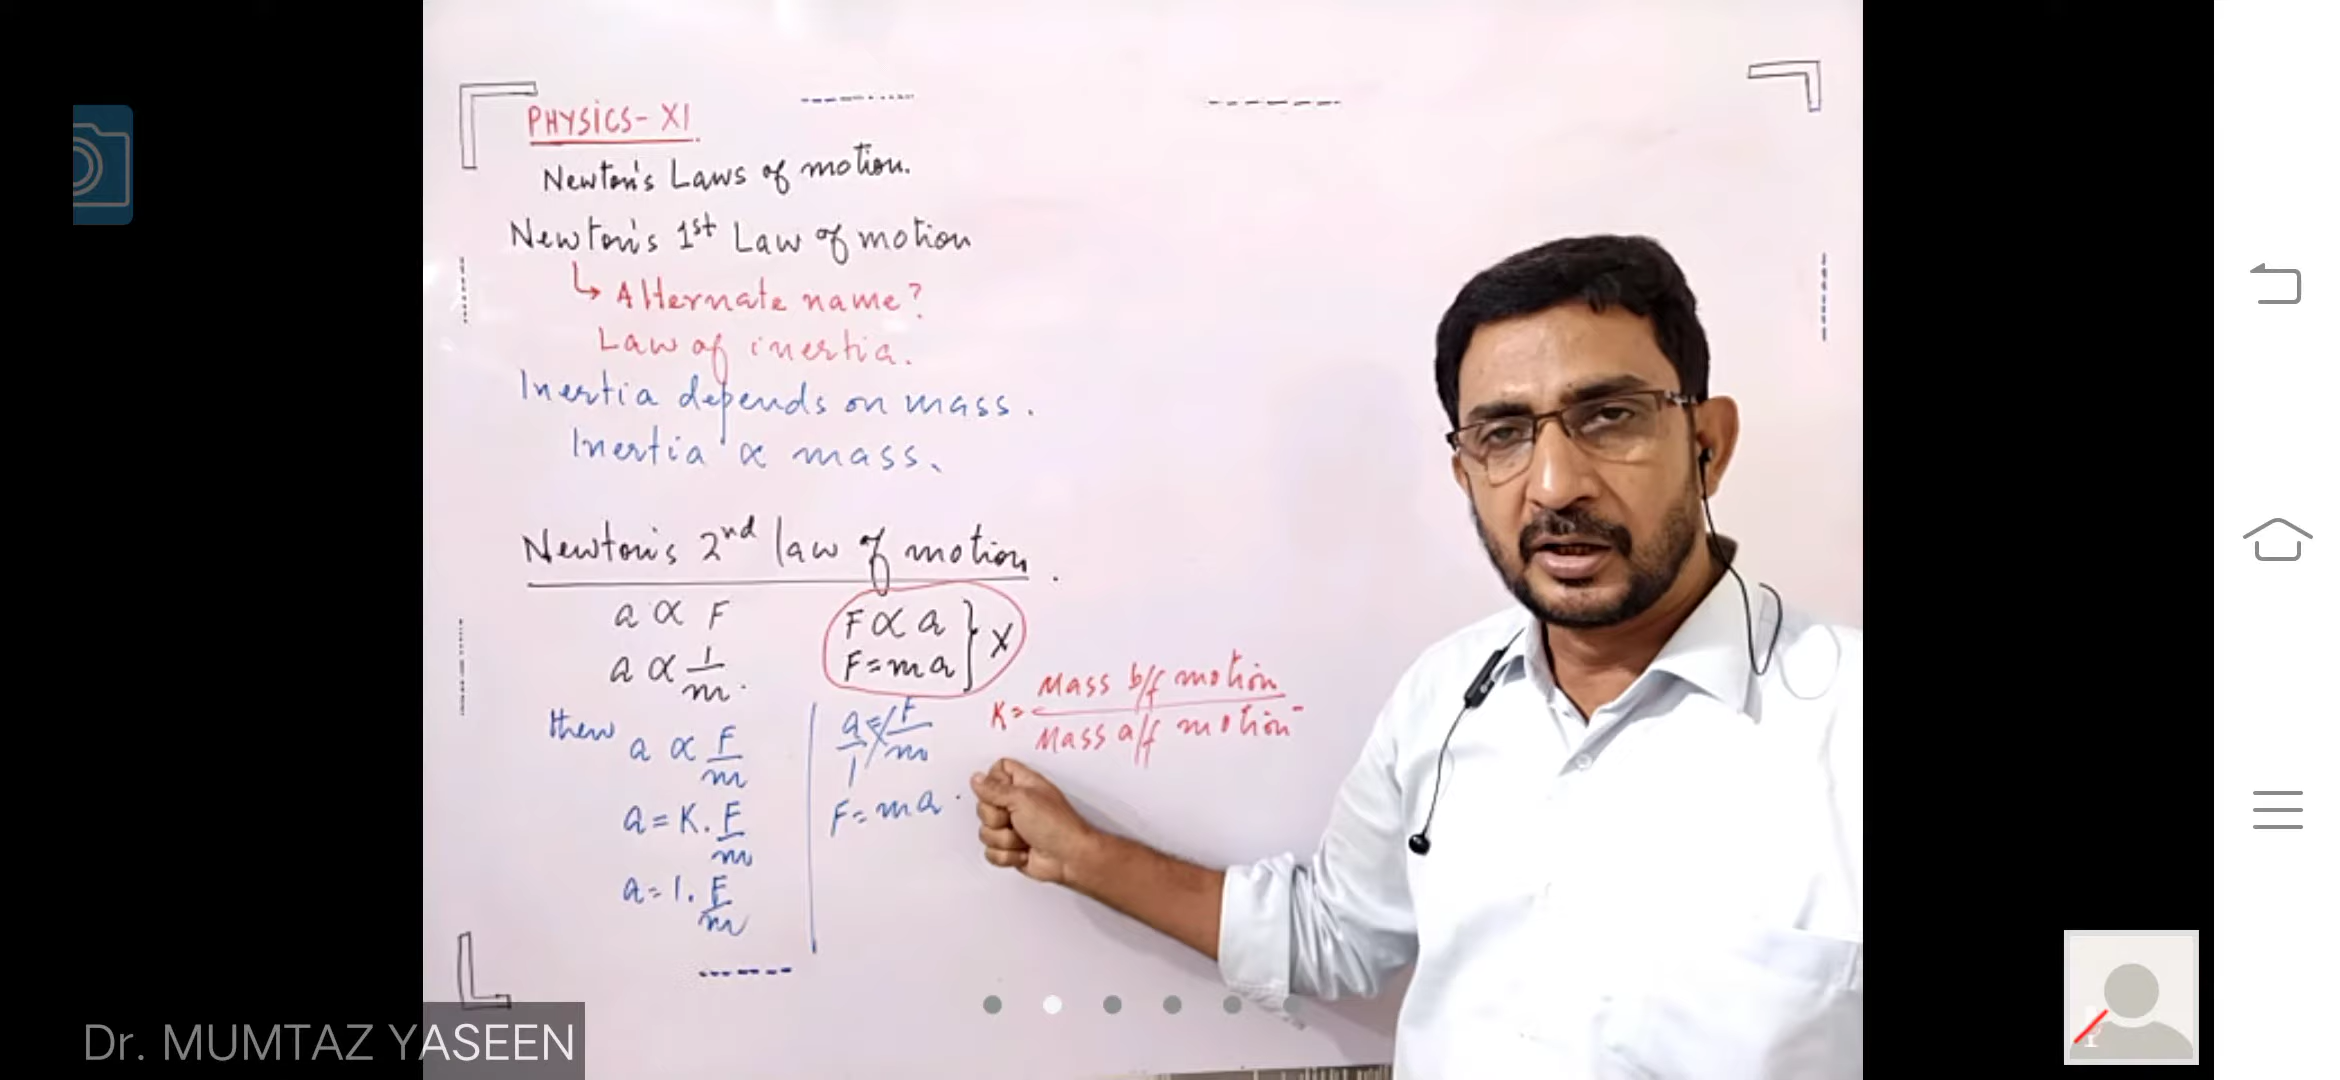 PHYSICS- XI
Newton's Laws of motion.
Newton's 1st Law of motion
↳ Alternate name?
Law of inertia.
Inertia depends on mass.
Inertia ∝ mass.
Newton's 2nd law of motion.
a ∝ F
a ∝ 1/m.
then a ∝ F/m
a = K. F/m
a = 1. F/m
F ∝ a
F = ma } X
a/1 = F/m
F = ma.
K = Mass b/f motion / Mass a/f motion
Dr. MUMTAZ YASEEN